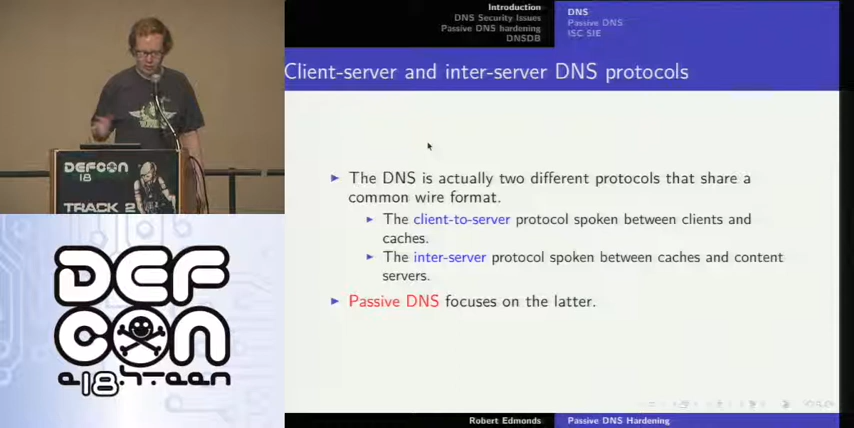 Introduction
DNS Security Issues
Passive DNS hardening
DNSDB
DNS
Passive DNS
ISC SIE
Client-server and inter-server DNS protocols
The DNS is actually two different protocols that share a
common wire format.
The client-to-server protocol spoken between clients and
caches.
The inter-server protocol spoken between caches and content
servers.
Passive DNS focuses on the latter.
Robert Edmonds
Passive DNS Hardening
DEFCON
18
TRACK 2
DEF
CON